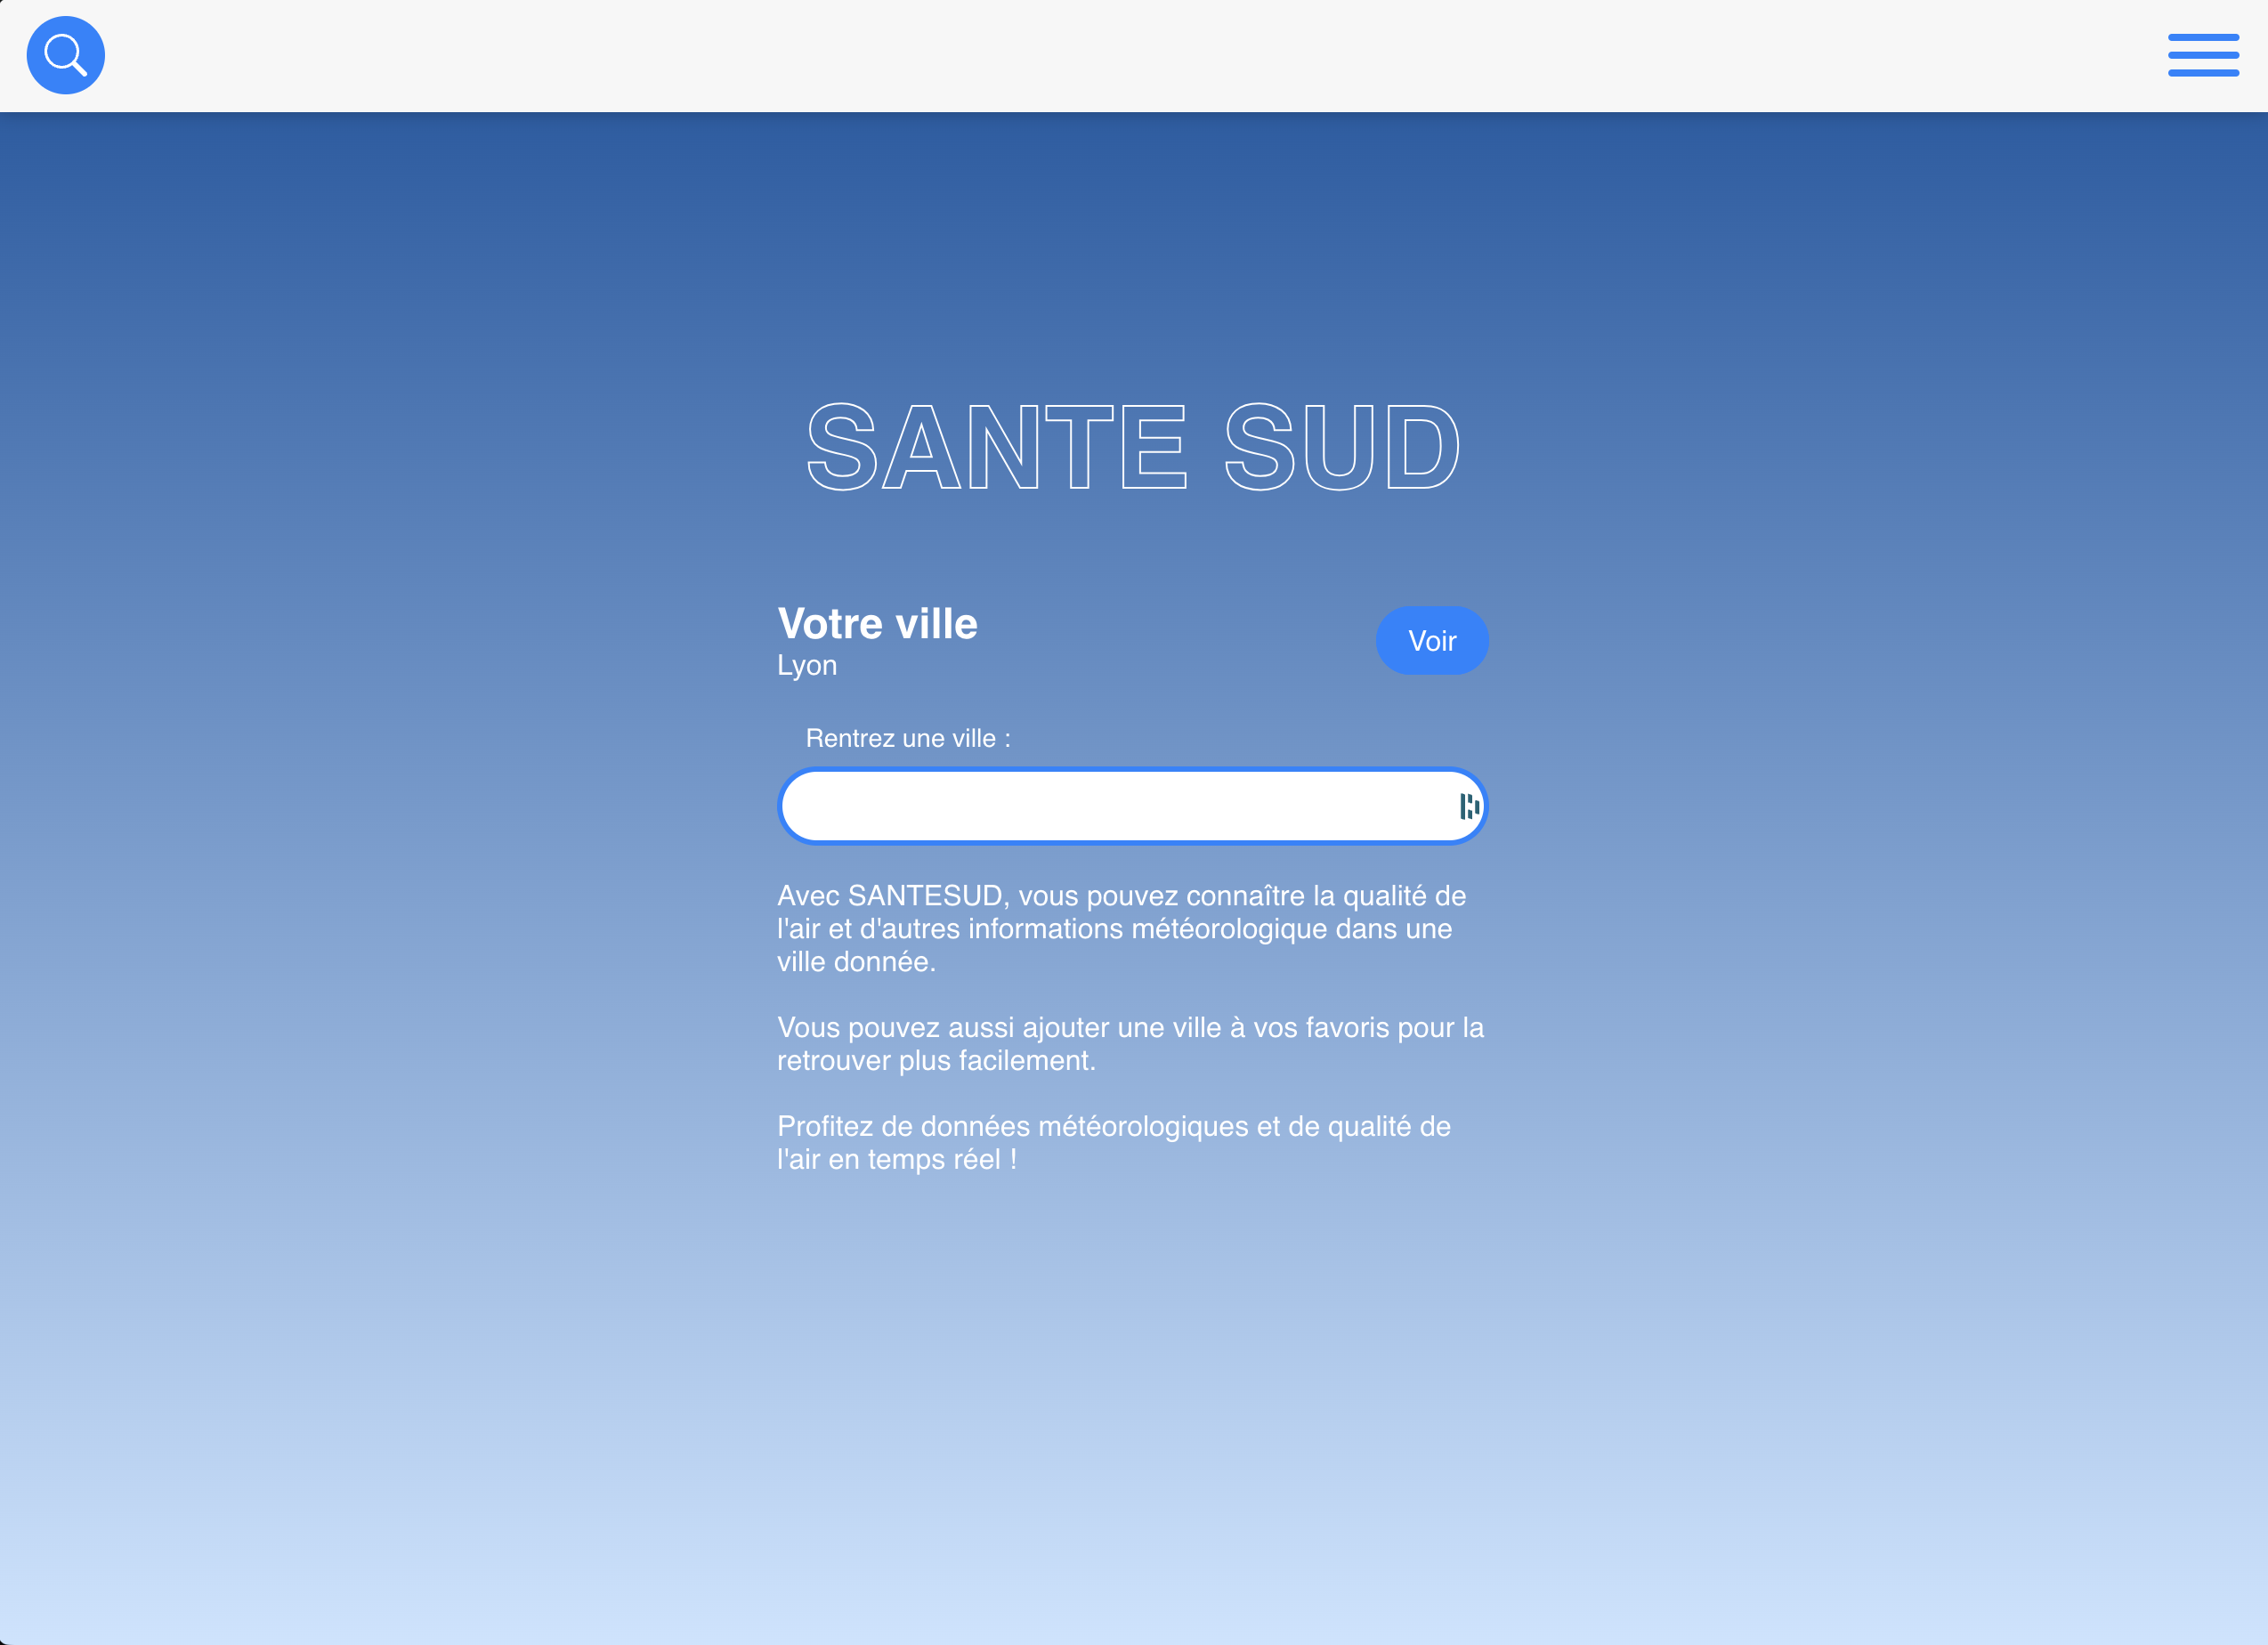 SANTE SUD
Votre ville
Lyon
Voir
Rentrez une ville :
Avec SANTESUD, vous pouvez connaître la qualité de
l'air et d'autres informations météorologique dans une
ville donnée.
Vous pouvez aussi ajouter une ville à vos favoris pour la
retrouver plus facilement.
Profitez de données météorologiques et de qualité de
l'air en temps réel !